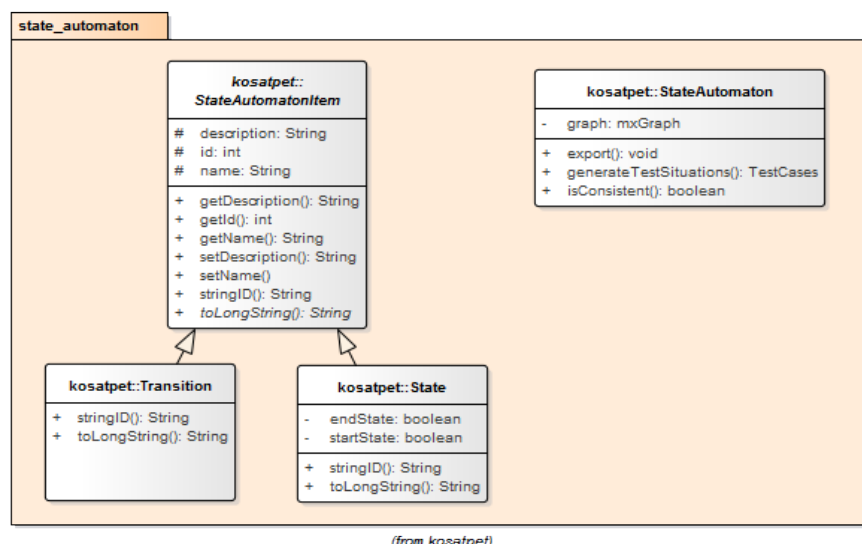 state_automaton
kosatpet::
StateAutomatonItem
# description: String
# id: int
# name: String
+ getDescription(): String
+ getId(): int
+ getName(): String
+ setDescription(): String
+ setName()
+ stringID(): String
+ toLongString(): String
kosatpet::StateAutomaton
- graph: mxGraph
+ export(): void
+ generateTestSituations(): TestCases
+ isConsistent(): boolean
kosatpet::Transition
+ stringID(): String
+ toLongString(): String
kosatpet::State
- endState: boolean
- startState: boolean
+ stringID(): String
+ toLongString(): String
(from kosatpet)